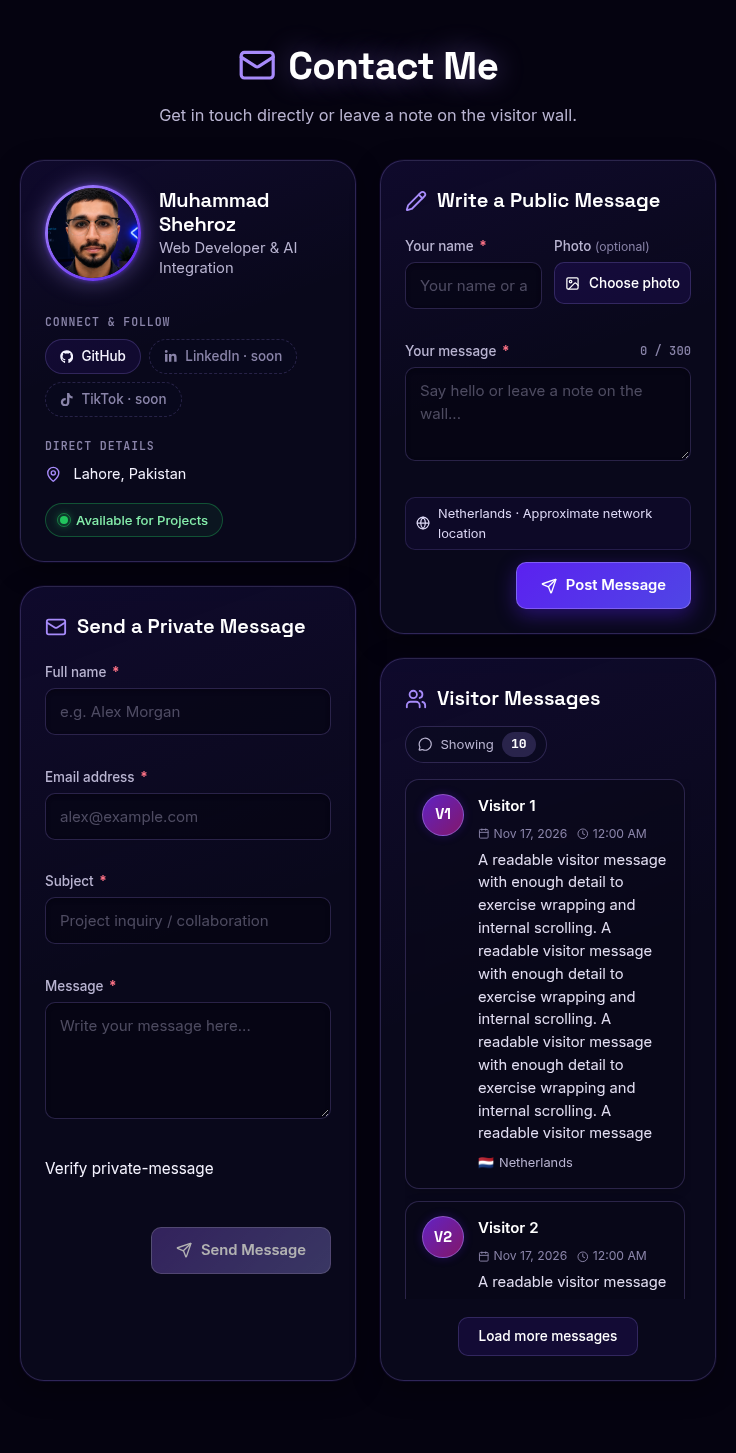 Contact Me
Get in touch directly or leave a note on the visitor wall.
Muhammad
Shehroz
Web Developer & AI
Integration
CONNECT & FOLLOW
GitHub
LinkedIn · soon
TikTok · soon
DIRECT DETAILS
Lahore, Pakistan
Available for Projects
Send a Private Message
Full name *
e.g. Alex Morgan
Email address *
alex@example.com
Subject *
Project inquiry / collaboration
Message *
Write your message here...
Verify private-message
Send Message
Write a Public Message
Your name *
Photo (optional)
Your name or a
Choose photo
Your message *
0 / 300
Say hello or leave a note on the
wall...
Netherlands · Approximate network
location
Post Message
Visitor Messages
Showing 10
V1
Visitor 1
Nov 17, 2026 12:00 AM
A readable visitor message
with enough detail to
exercise wrapping and
internal scrolling. A
readable visitor message
with enough detail to
exercise wrapping and
internal scrolling. A
readable visitor message
with enough detail to
exercise wrapping and
internal scrolling. A
readable visitor message
Netherlands
V2
Visitor 2
Nov 17, 2026 12:00 AM
A readable visitor message
Load more messages